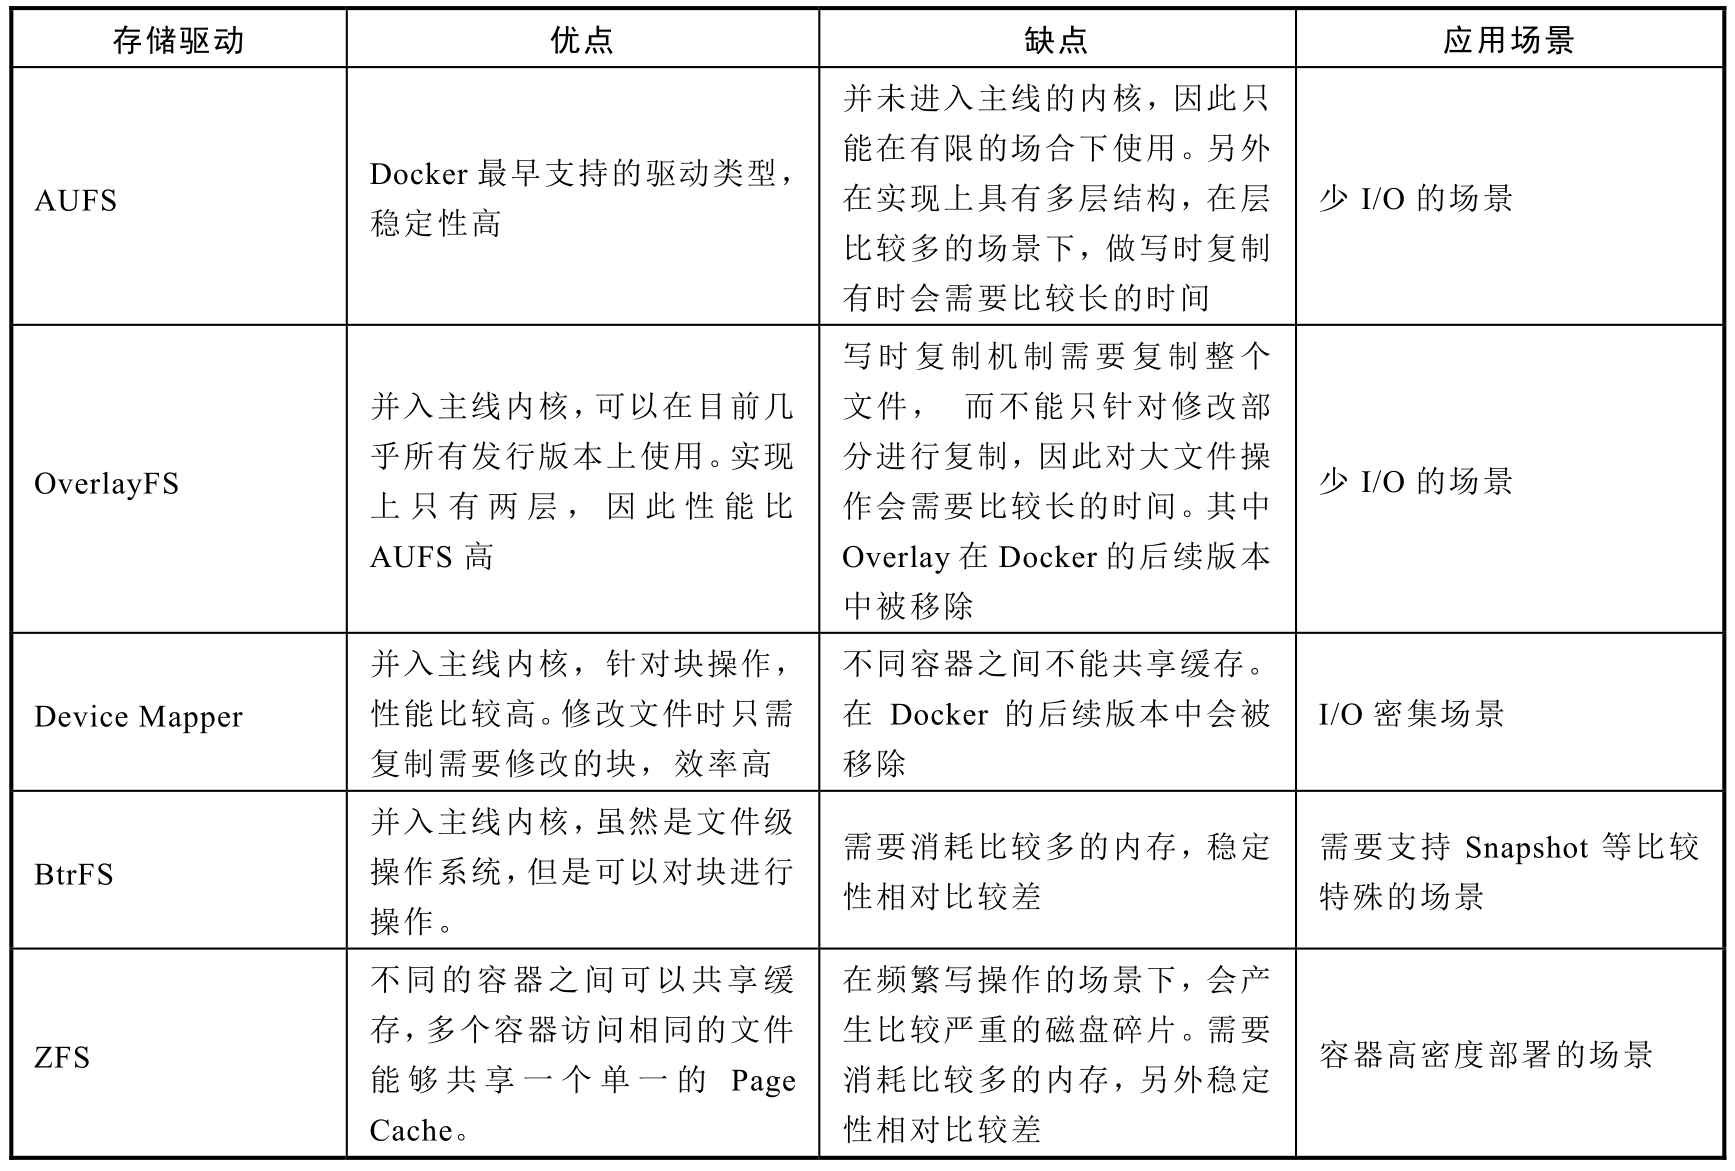 存储驱动
优点
缺点
应用场景
AUFS
Docker 最早支持的驱动类型，
稳定性高
并未进入主线的内核，因此只
能在有限的场合下使用。另外
在实现上具有多层结构，在层
比较多的场景下，做写时复制
有时会需要比较长的时间
少 I/O 的场景
OverlayFS
并入主线内核，可以在目前几
乎所有发行版本上使用。实现
上只有两层，因此性能比
AUFS 高
写时复制机制需要复制整个
文件， 而不能只针对修改部
分进行复制，因此对大文件操
作会需要比较长的时间。其中
Overlay 在 Docker 的后续版本
中被移除
少 I/O 的场景
Device Mapper
并入主线内核，针对块操作，
性能比较高。修改文件时只需
复制需要修改的块，效率高
不同容器之间不能共享缓存。
在 Docker 的后续版本中会被
移除
I/O 密集场景
BtrFS
并入主线内核，虽然是文件级
操作系统，但是可以对块进行
操作。
需要消耗比较多的内存，稳定
性相对比较差
需要支持 Snapshot 等比较
特殊的场景
ZFS
不同的容器之间可以共享缓
存，多个容器访问相同的文件
能够共享一个单一的 Page
Cache。
在频繁写操作的场景下，会产
生比较严重的磁盘碎片。需要
消耗比较多的内存，另外稳定
性相对比较差
容器高密度部署的场景